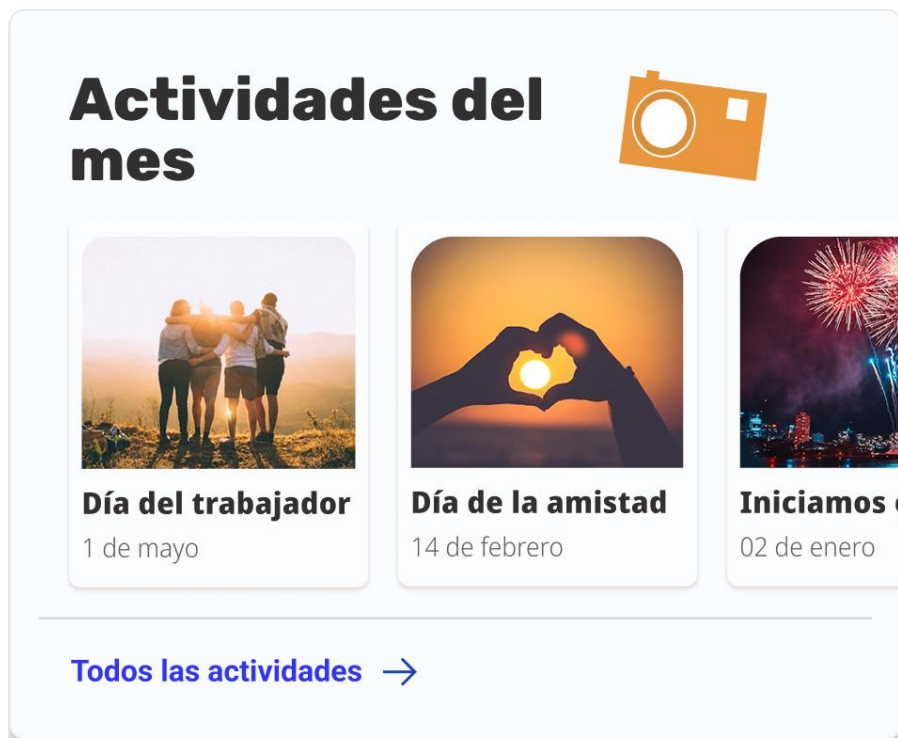 Actividades del
mes
Día del trabajador
1 de mayo
Día de la amistad
14 de febrero
Iniciamos
02 de enero
Todos las actividades